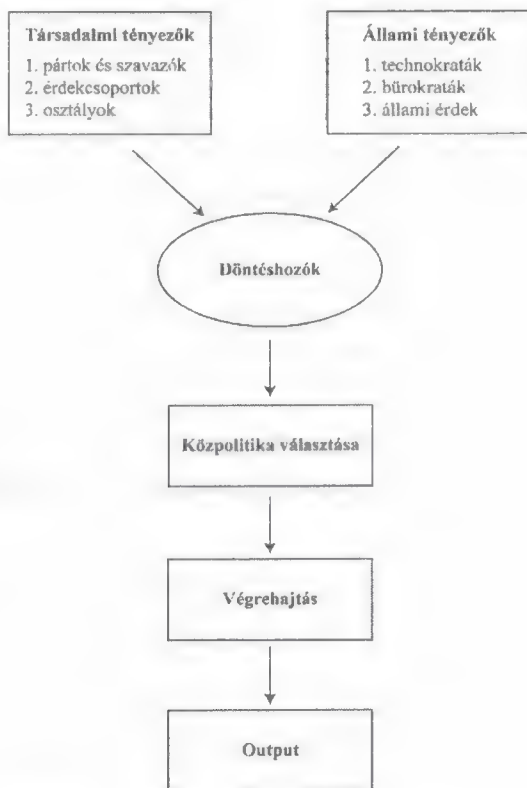 Társadalmi tényezők
1. pártok és szavazók
2. érdekcsoportok
3. osztályok
Állami tényezők
1. technokraták
2. bürokraták
3. állami érdek
Döntéshozók
Közpolitika választása
Végrehajtás
Output